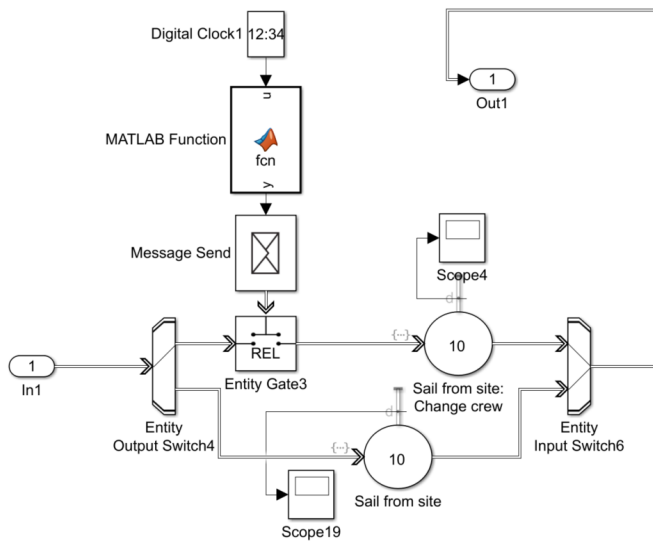 Digital Clock1
12:34
1
Out1
u
MATLAB Function
fcn
y
Message Send
Scope4
d
{...}
1
In1
REL
10
Entity Gate3
Sail from site:
Change crew
Entity
Output Switch4
Entity
Input Switch6
d
{...}
10
Sail from site
Scope19